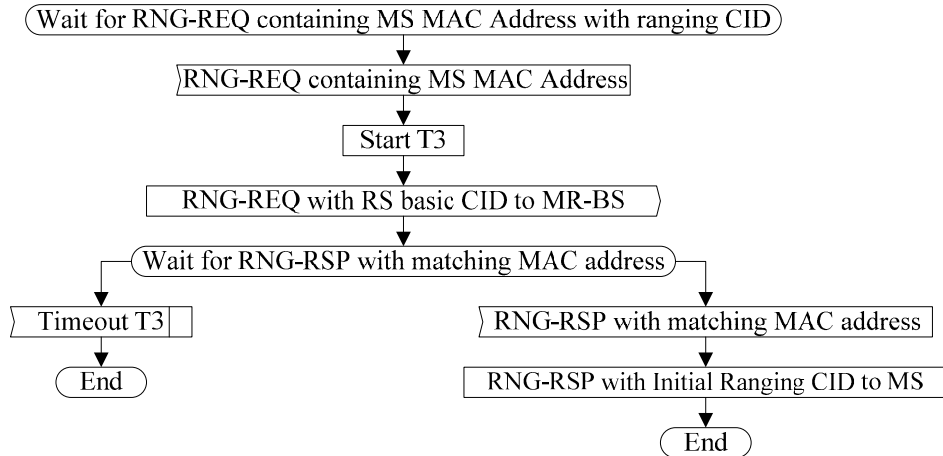 Wait for RNG-REQ containing MS MAC Address with ranging CID
RNG-REQ containing MS MAC Address
Start T3
RNG-REQ with RS basic CID to MR-BS
Wait for RNG-RSP with matching MAC address
Timeout T3
RNG-RSP with matching MAC address
End
RNG-RSP with Initial Ranging CID to MS
End